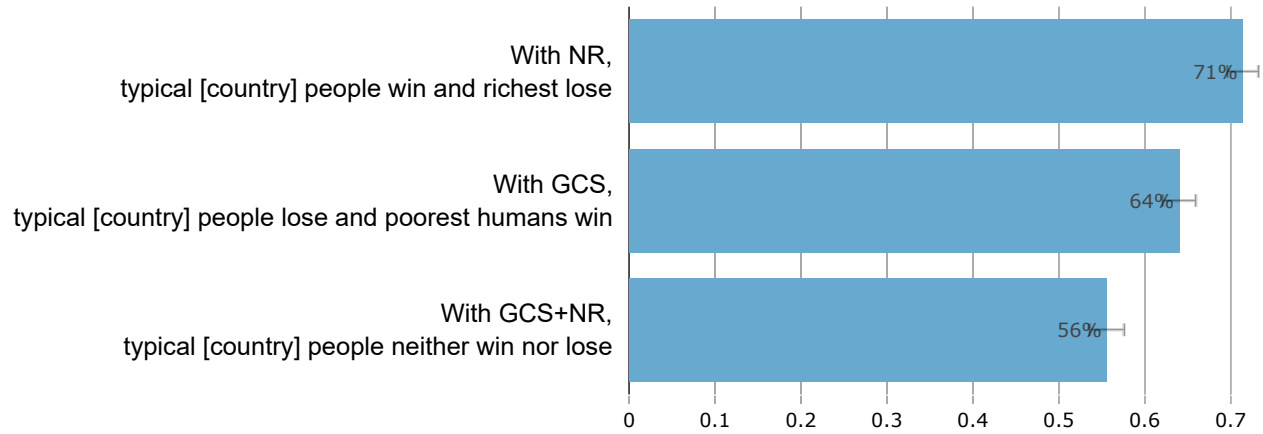 With NR,
typical [country] people win and richest lose
71%
With GCS,
typical [country] people lose and poorest humans win
64%
With GCS+NR,
typical [country] people neither win nor lose
56%
0 0.1 0.2 0.3 0.4 0.5 0.6 0.7